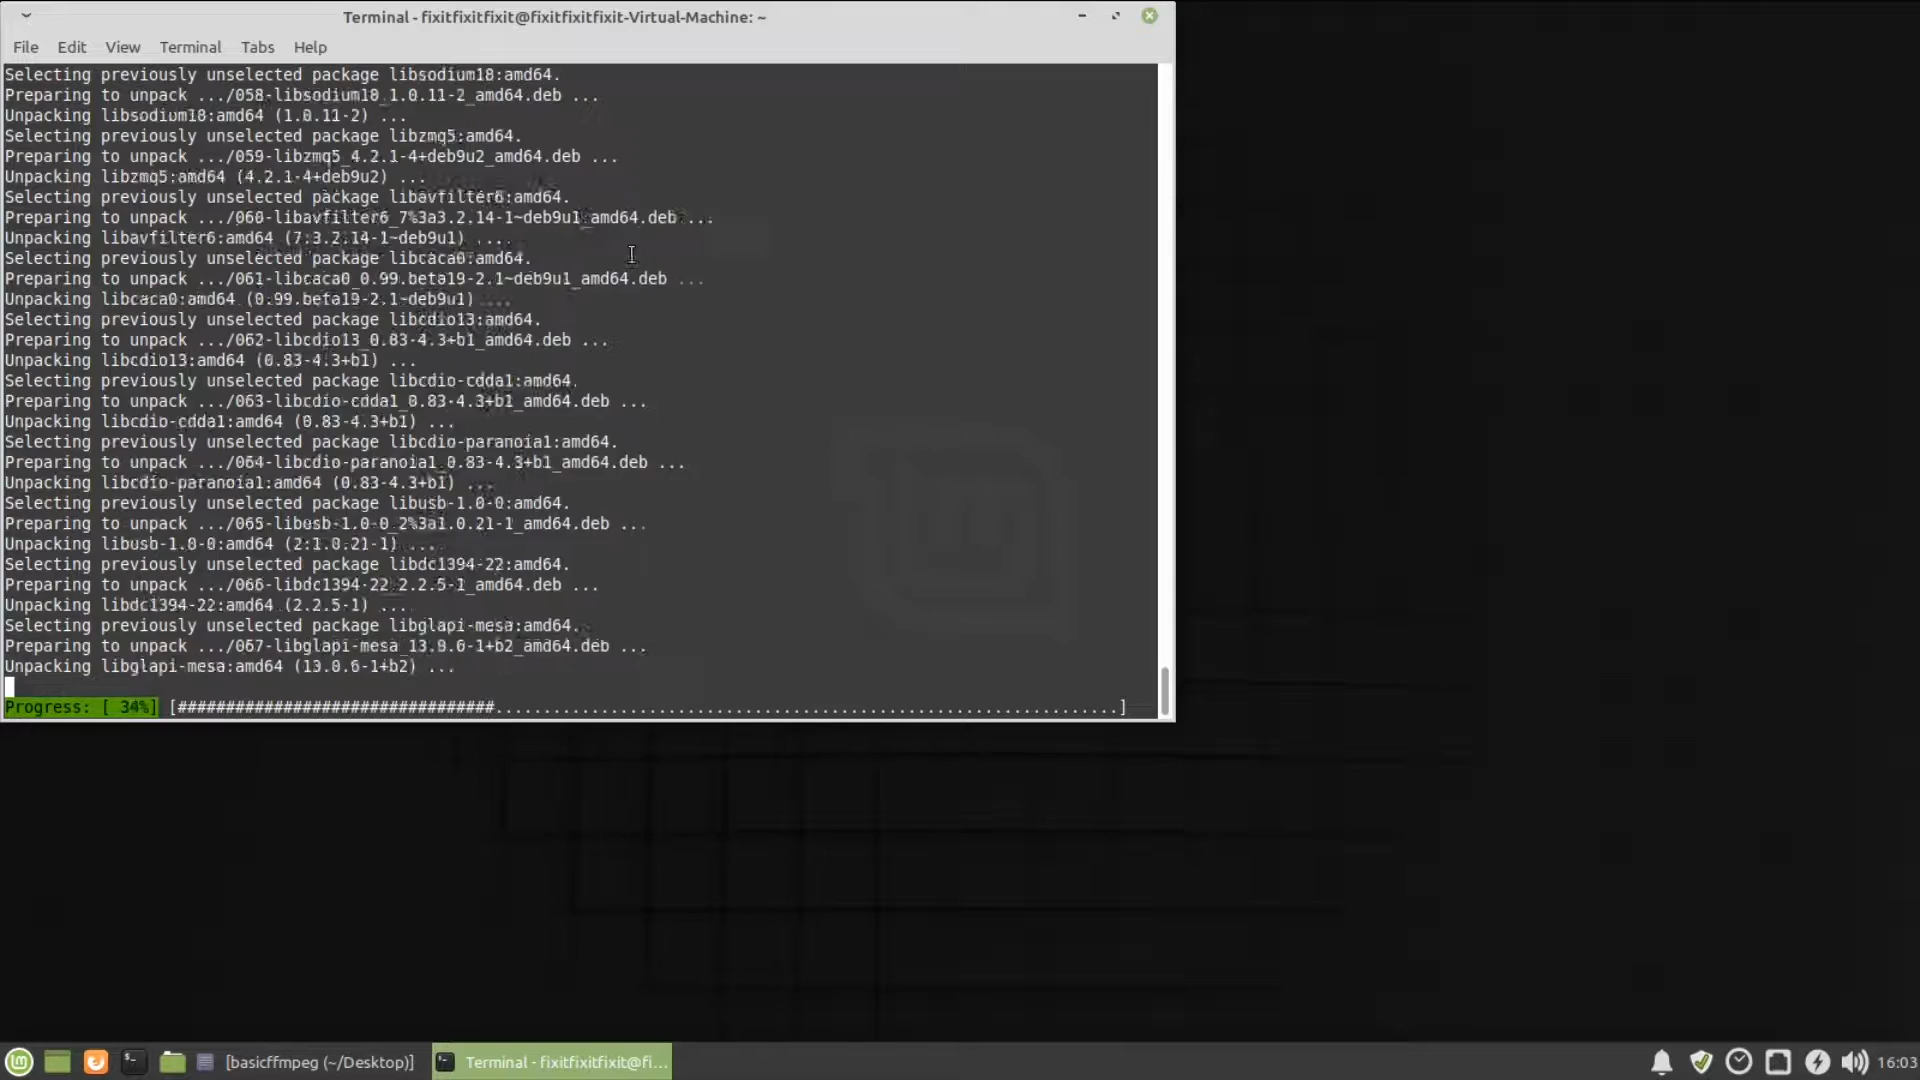 Terminal - fixitfixitfixit@fixitfixitfixit-Virtual-Machine: ~
File Edit View Terminal Tabs Help
Selecting previously unselected package libsodium18:amd64.
Preparing to unpack .../058-libsodium18_1.0.11-2_amd64.deb ...
Unpacking libsodium18:amd64 (1.0.11-2) ...
Selecting previously unselected package libzmq5:amd64.
Preparing to unpack .../059-libzmq5_4.2.1-4+deb9u2_amd64.deb ...
Unpacking libzmq5:amd64 (4.2.1-4+deb9u2) ...
Selecting previously unselected package libavfilter6:amd64.
Preparing to unpack .../060-libavfilter6_7%3a3.2.14-1~deb9u1_amd64.deb ...
Unpacking libavfilter6:amd64 (7:3.2.14-1~deb9u1) ...
Selecting previously unselected package libcaca0:amd64.
Preparing to unpack .../061-libcaca0_0.99.beta19-2.1~deb9u1_amd64.deb ...
Unpacking libcaca0:amd64 (0.99.beta19-2.1~deb9u1) ...
Selecting previously unselected package libcdio13:amd64.
Preparing to unpack .../062-libcdio13_0.83-4.3+b1_amd64.deb ...
Unpacking libcdio13:amd64 (0.83-4.3+b1) ...
Selecting previously unselected package libcdio-cdda1:amd64.
Preparing to unpack .../063-libcdio-cdda1_0.83-4.3+b1_amd64.deb ...
Unpacking libcdio-cdda1:amd64 (0.83-4.3+b1) ...
Selecting previously unselected package libcdio-paranoia1:amd64.
Preparing to unpack .../064-libcdio-paranoia1_0.83-4.3+b1_amd64.deb ...
Unpacking libcdio-paranoia1:amd64 (0.83-4.3+b1) ...
Selecting previously unselected package libusb-1.0-0:amd64.
Preparing to unpack .../065-libusb-1.0-0_2%3a1.0.21-1_amd64.deb ...
Unpacking libusb-1.0-0:amd64 (2:1.0.21-1) ...
Selecting previously unselected package libdc1394-22:amd64.
Preparing to unpack .../066-libdc1394-22_2.2.5-1_amd64.deb ...
Unpacking libdc1394-22:amd64 (2.2.5-1) ...
Selecting previously unselected package libglapi-mesa:amd64.
Preparing to unpack .../067-libglapi-mesa_13.0.6-1+b2_amd64.deb ...
Unpacking libglapi-mesa:amd64 (13.0.6-1+b2) ...
Progress: [ 34%] [#################################.................................................................]
[basicffmpeg (~/Desktop)] Terminal - fixitfixitfixit@fi... 16:03